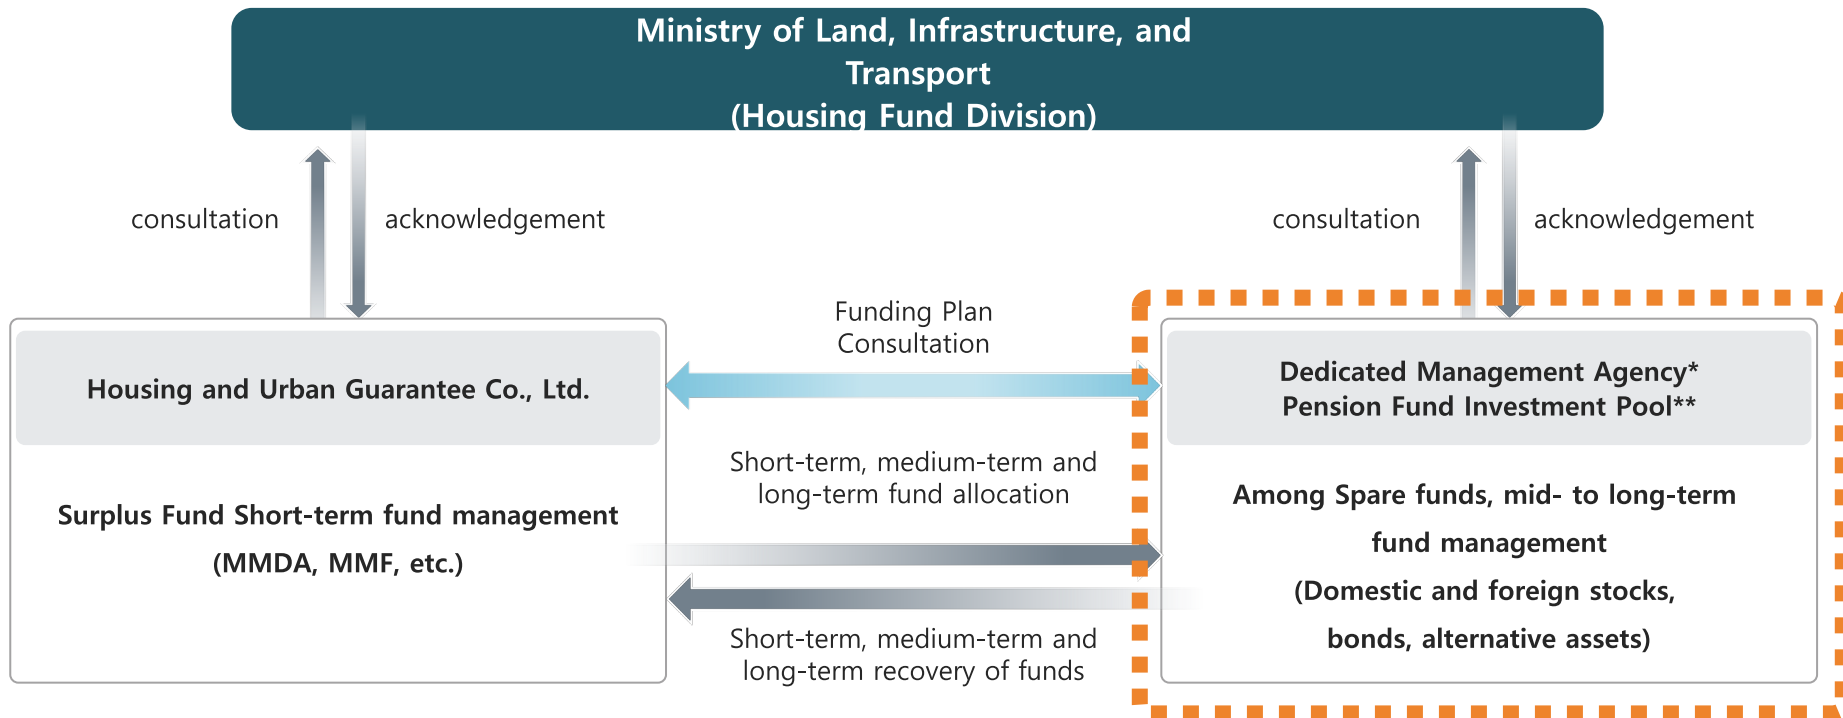 Ministry of Land, Infrastructure, and
Transport
(Housing Fund Division)
consultation
acknowledgement
consultation
acknowledgement
Housing and Urban Guarantee Co., Ltd.
Surplus Fund Short-term fund management
(MMDA, MMF, etc.)
Funding Plan
Consultation
Short-term, medium-term and
long-term fund allocation
Short-term, medium-term and
long-term recovery of funds
Dedicated Management Agency*
Pension Fund Investment Pool**
Among Spare funds, mid- to long-term
fund management
(Domestic and foreign stocks,
bonds, alternative assets)